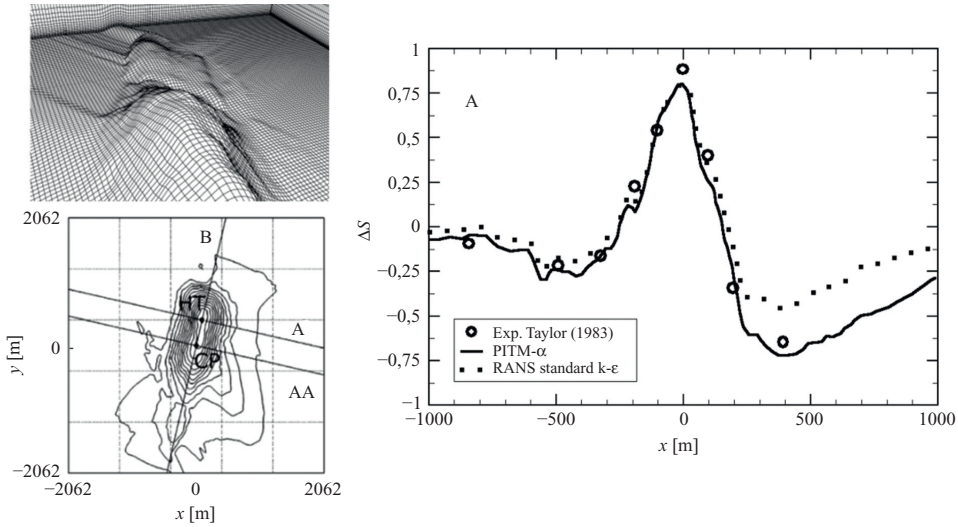 2062
B
HT
A
0
CP
AA
y [m]
−2062
−2062
0
2062
x [m]
1
A
0,75
0,5
0,25
0
−0,25
−0,5
−0,75
−1
ΔS
Exp. Taylor (1983)
PITM-α
RANS standard k-ε
−1000
−500
0
500
1000
x [m]